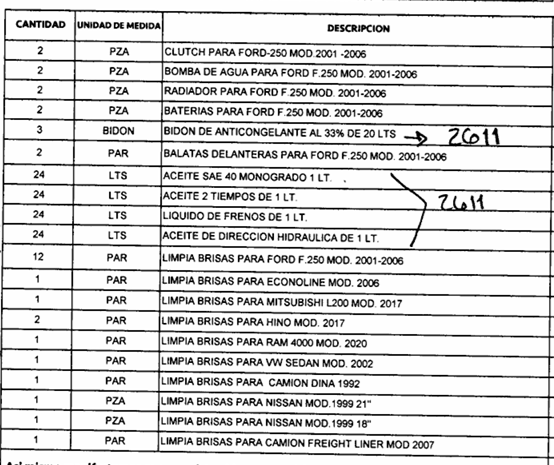 CANTIDAD UNIDAD DE MEDIDA DESCRIPCION
2 PZA CLUTCH PARA FORD-250 MOD.2001 -2006
2 PZA BOMBA DE AGUA PARA FORD F.250 MOD. 2001-2006
2 PZA RADIADOR PARA FORD F.250 MOD. 2001-2006
2 PZA BATERIAS PARA FORD F.250 MOD. 2001-2006
3 BIDON BIDON DE ANTICONGELANTE AL 33% DE 20 LTS → 2611
2 PAR BALATAS DELANTERAS PARA FORD F.250 MOD. 2001-2006
24 LTS ACEITE SAE 40 MONOGRADO 1 LT.
24 LTS ACEITE 2 TIEMPOS DE 1 LT. 2611
24 LTS LIQUIDO DE FRENOS DE 1 LT.
24 LTS ACEITE DE DIRECCION HIDRAULICA DE 1 LT.
12 PAR LIMPIA BRISAS PARA FORD F.250 MOD. 2001-2006
1 PAR LIMPIA BRISAS PARA ECONOLINE MOD. 2006
1 PAR LIMPIA BRISAS PARA MITSUBISHI L200 MOD. 2017
2 PAR LIMPIA BRISAS PARA HINO MOD. 2017
1 PAR LIMPIA BRISAS PARA RAM 4000 MOD. 2020
1 PAR LIMPIA BRISAS PARA VW SEDAN MOD. 2002
1 PAR LIMPIA BRISAS PARA CAMION DINA 1992
1 PZA LIMPIA BRISAS PARA NISSAN MOD.1999 21"
1 PZA LIMPIA BRISAS PARA NISSAN MOD.1999 18"
1 PAR LIMPIA BRISAS PARA CAMION FREIGHT LINER MOD 2007